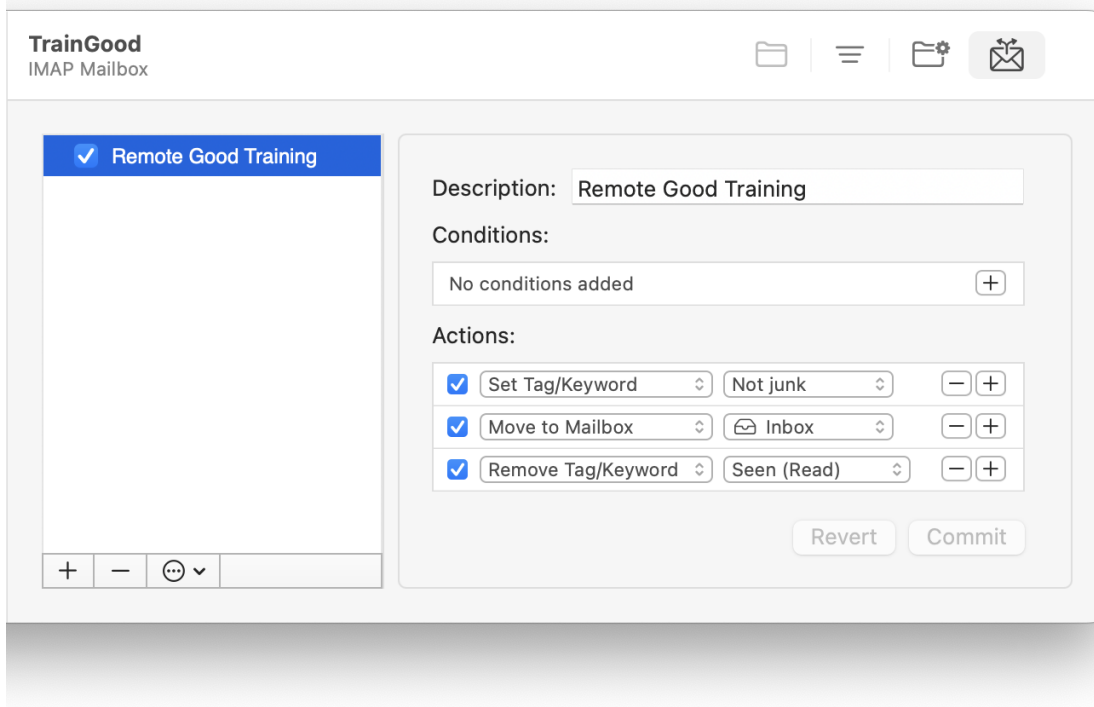 TrainGood
IMAP Mailbox
Remote Good Training
Description: Remote Good Training
Conditions:
No conditions added
Actions:
Set Tag/Keyword Not junk
Move to Mailbox Inbox
Remove Tag/Keyword Seen (Read)
Revert Commit